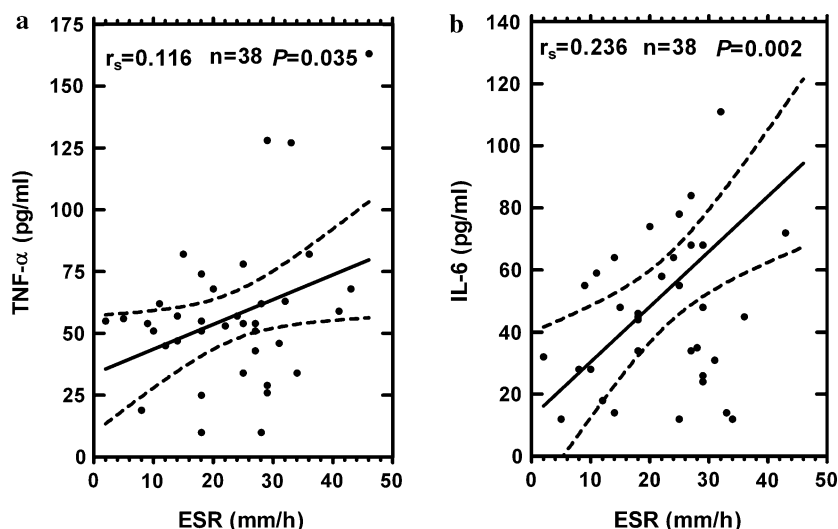 a
175
150
125
100
75
50
25
0
TNF-α (pg/ml)
rs=0.116 n=38 P=0.035
0 10 20 30 40 50
ESR (mm/h)
b
140
120
100
80
60
40
20
0
IL-6 (pg/ml)
rs=0.236 n=38 P=0.002
0 10 20 30 40 50
ESR (mm/h)